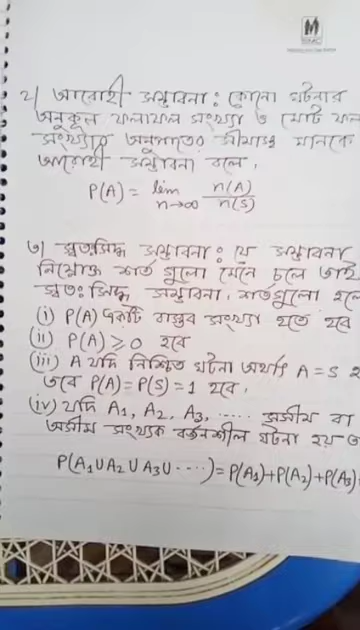 ২| আরোহী সম্ভাবনা: কোনো ঘটনার
অনুকূল ফলাফল সংখ্যা ও মোট ফল
সংখ্যার অনুপাতের সীমান্ত মানকে
আরোহী সম্ভাবনা বলে,
P(A) = lim n→∞ n(A)/n(S)
৩| স্বতঃসিদ্ধ সম্ভাবনা: যে সম্ভাবনা
নিম্নোক্ত শর্ত গুলো মেনে চলে তাই
স্বতঃসিদ্ধ সম্ভাবনা, শর্তগুলো হলো
(i) P(A) একটি বাস্তব সংখ্যা হতে হবে
(ii) P(A) ≥ 0 হবে
(iii) A যদি নিশ্চিত ঘটনা অর্থাৎ A = S হ
তবে P(A) = P(S) = 1 হবে,
(iv) যদি A1, A2, A3, ..... সসীম বা
অসীম সংখ্যক বর্জনশীল ঘটনা হয় ত
P(A1∪A2∪A3∪····) = P(A1)+P(A2)+P(A3)